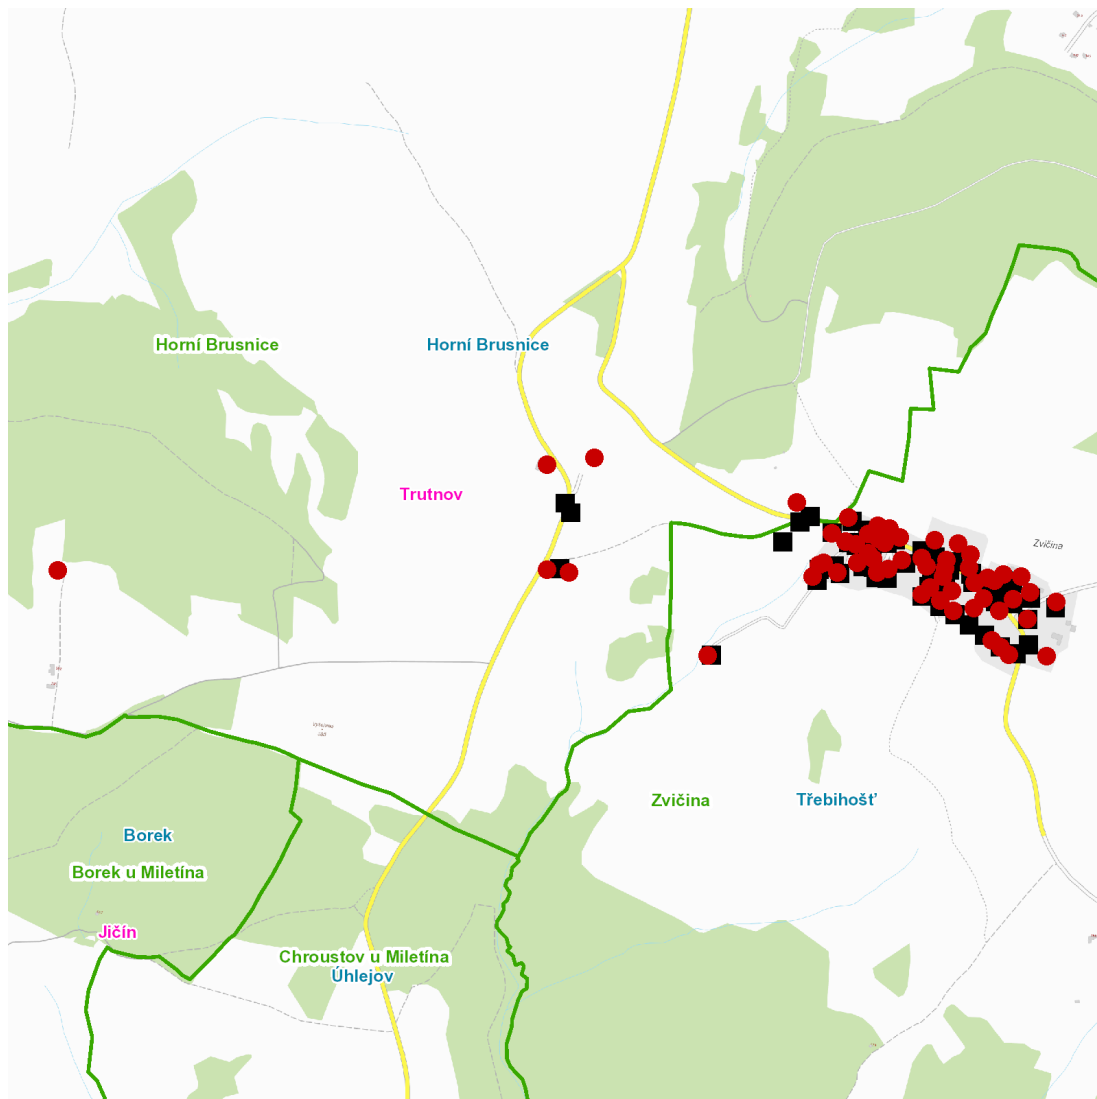 Horní Brusnice
Horní Brusnice
Trutnov
Zvičina
Zvičina
Třebihošť
Borek
Borek u Miletína
Jičín
Chroustov u Miletína
Úhlejov